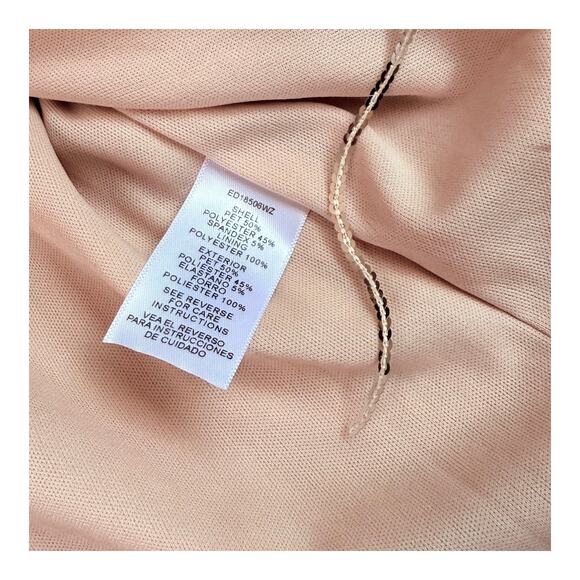 ED18506WZ
SHELL
PET 50%
POLYESTER 45%
SPANDEX 5%
LINING
POLYESTER 100%
EXTERIOR
PET 50%
POLIESTER 45%
ELASTANO 5%
FORRO
POLIESTER 100%
SEE REVERSE
FOR CARE
INSTRUCTIONS
VEA EL REVERSO
PARA INSTRUCCIONES
DE CUIDADO